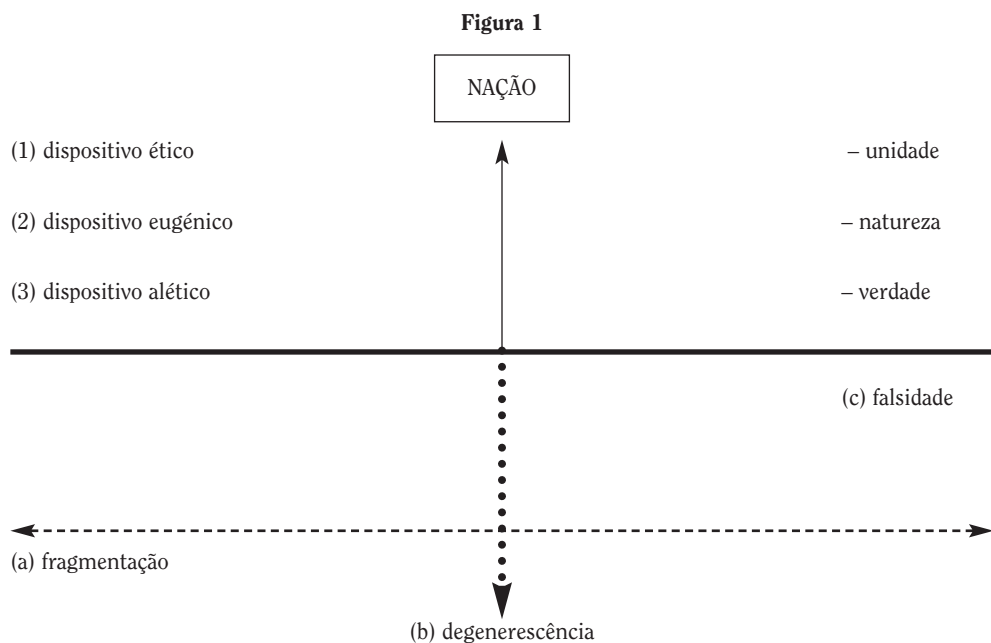 Figura 1
NAÇÃO
(1) dispositivo ético – unidade
(2) dispositivo eugénico – natureza
(3) dispositivo alético – verdade
(c) falsidade
(a) fragmentação
(b) degenerescência